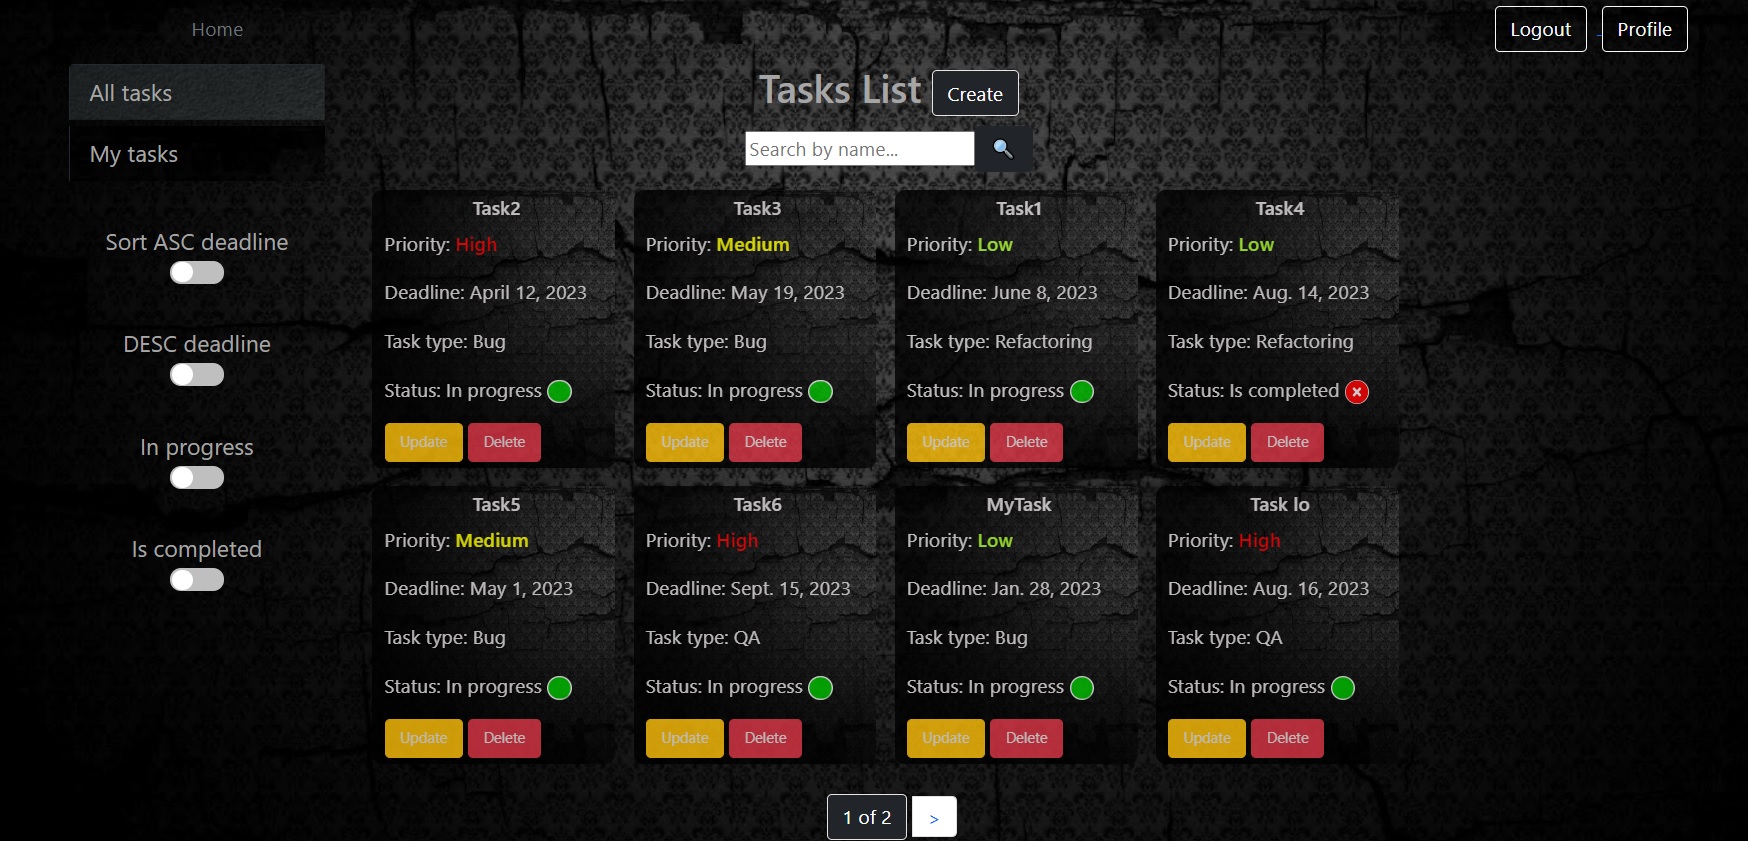 Home
Logout
Profile
All tasks
My tasks
Tasks List
Create
Search by name...
Sort ASC deadline
DESC deadline
In progress
Is completed
Task2
Priority: High
Deadline: April 12, 2023
Task type: Bug
Status: In progress
Update
Delete
Task3
Priority: Medium
Deadline: May 19, 2023
Task type: Bug
Status: In progress
Update
Delete
Task1
Priority: Low
Deadline: June 8, 2023
Task type: Refactoring
Status: In progress
Update
Delete
Task4
Priority: Low
Deadline: Aug. 14, 2023
Task type: Refactoring
Status: Is completed
Update
Delete
Task5
Priority: Medium
Deadline: May 1, 2023
Task type: Bug
Status: In progress
Update
Delete
Task6
Priority: High
Deadline: Sept. 15, 2023
Task type: QA
Status: In progress
Update
Delete
MyTask
Priority: Low
Deadline: Jan. 28, 2023
Task type: Bug
Status: In progress
Update
Delete
Task lo
Priority: High
Deadline: Aug. 16, 2023
Task type: QA
Status: In progress
Update
Delete
1 of 2
>